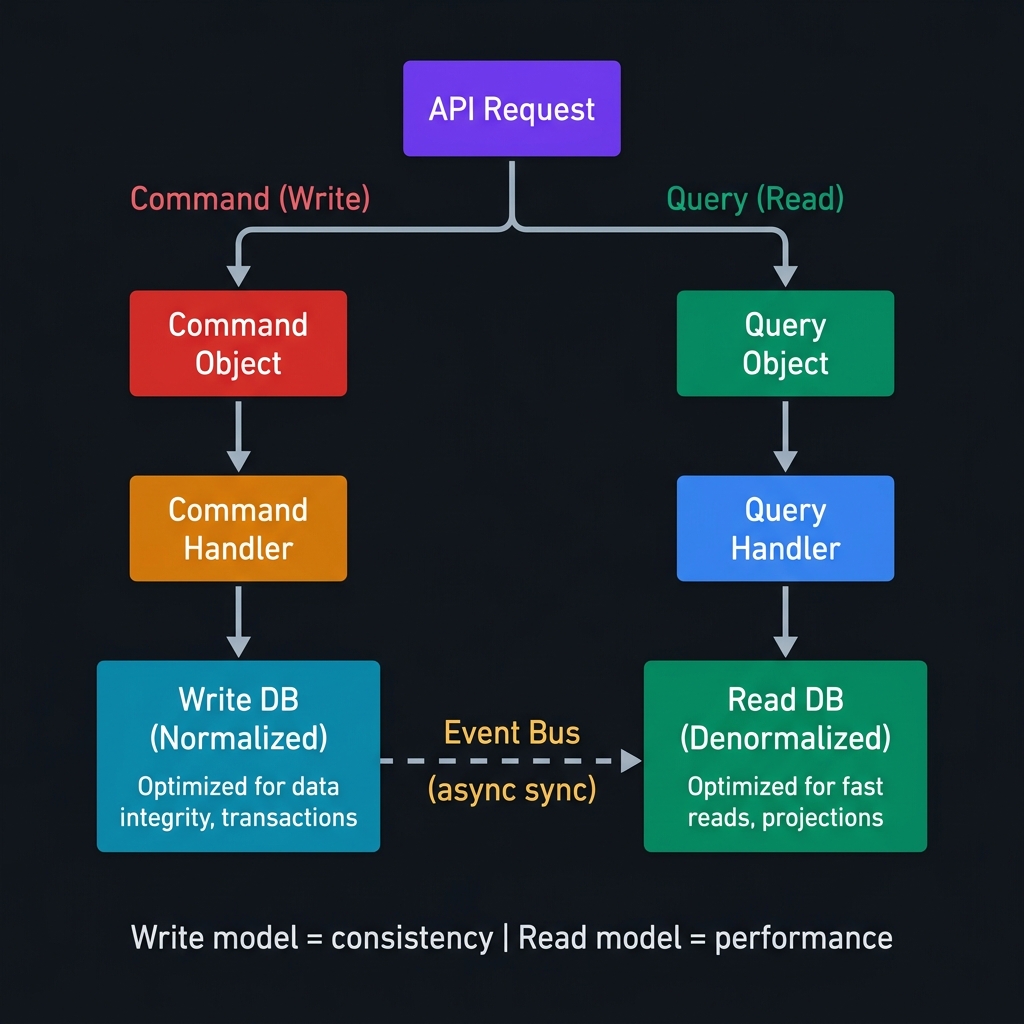 API Request
Command (Write)
Query (Read)
Command
Object
Query
Object
Command
Handler
Query
Handler
Write DB
(Normalized)
Optimized for data
integrity, transactions
Event Bus
(async sync)
Read DB
(Denormalized)
Optimized for fast
reads, projections
Write model = consistency | Read model = performance